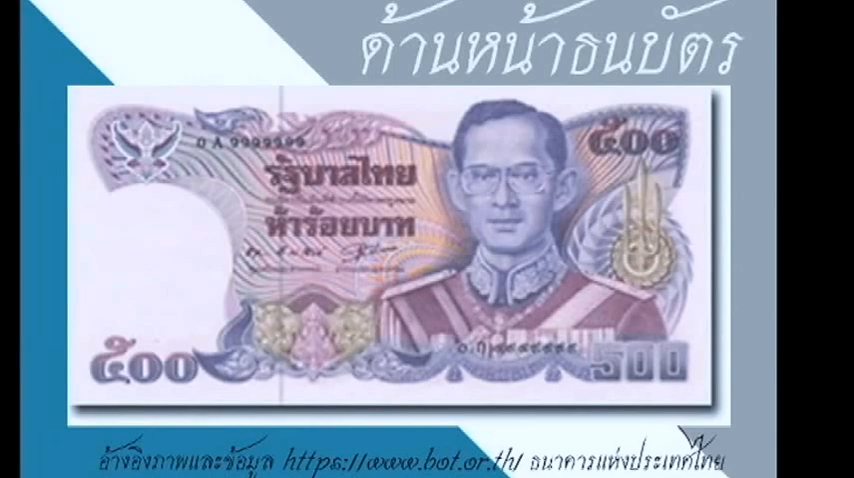 ด้านหน้าธนบัตร
๕๐๐
0 A 9999999
รัฐบาลไทย
ห้าร้อยบาท
๕๐๐
500
อ้างอิงภาพและข้อมูล https://www.bot.or.th/ ธนาคารแห่งประเทศไทย